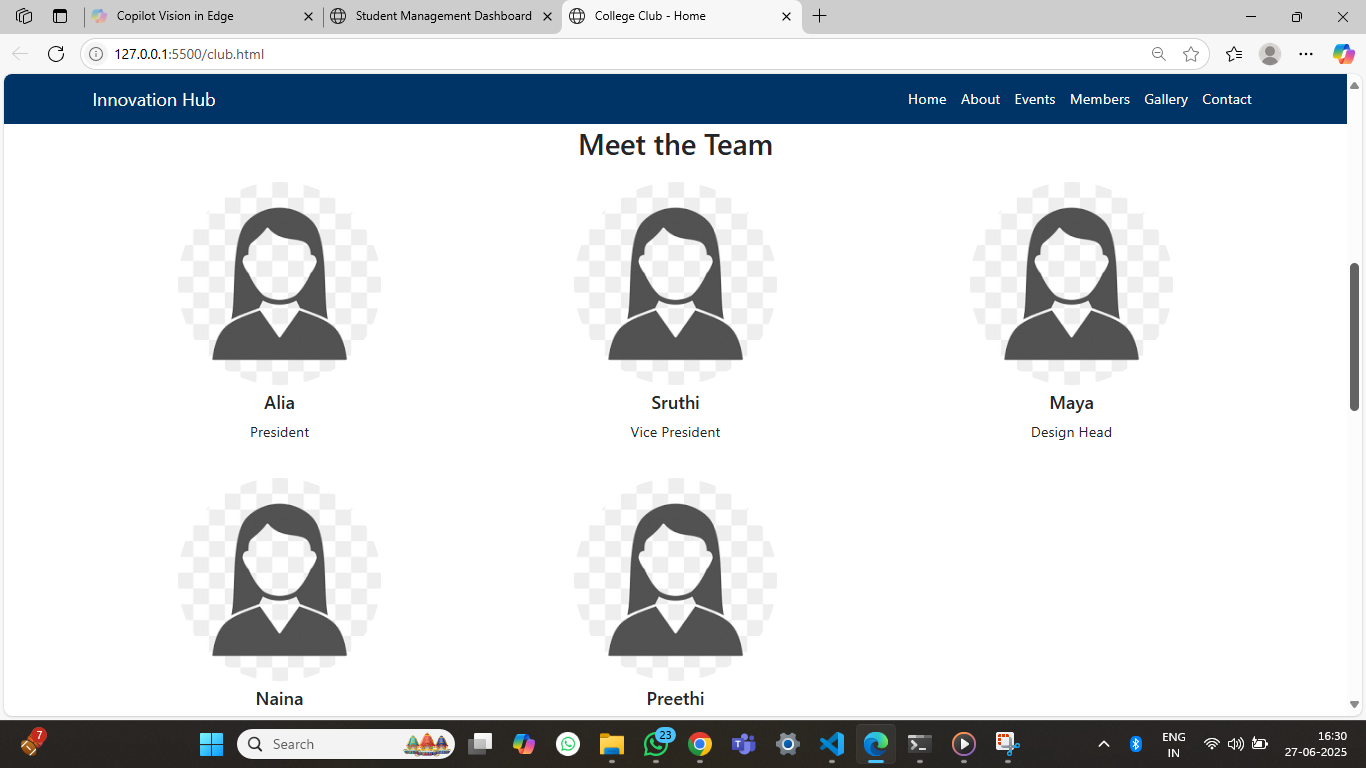 Copilot Vision in Edge
Student Management Dashboard
College Club - Home
127.0.0.1:5500/club.html
Innovation Hub
Home About Events Members Gallery Contact
Meet the Team
Alia Sruthi Maya
President Vice President Design Head
Naina Preethi
7
Search
23
ENG
IN
16:30
27-06-2025